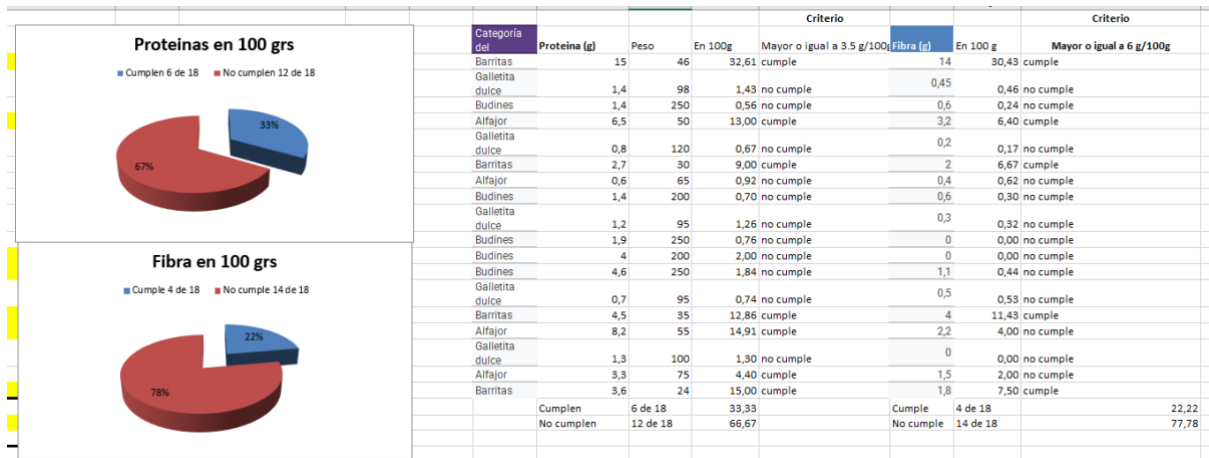 Proteinas en 100 grs
Cumplen 6 de 18 No cumplen 12 de 18
33%
67%
Fibra en 100 grs
Cumple 4 de 18 No cumple 14 de 18
22%
78%
Criterio Criterio
Categoría
del Proteina (g) Peso En 100g Mayor o igual a 3.5 g/100g Fibra (g) En 100 g Mayor o igual a 6 g/100g
Barritas 15 46 32,61 cumple 14 30,43 cumple
Galletita
dulce 1,4 98 1,43 no cumple 0,45 0,46 no cumple
Budines 1,4 250 0,56 no cumple 0,6 0,24 no cumple
Alfajor 6,5 50 13,00 cumple 3,2 6,40 cumple
Galletita
dulce 0,8 120 0,67 no cumple 0,2 0,17 no cumple
Barritas 2,7 30 9,00 cumple 2 6,67 cumple
Alfajor 0,6 65 0,92 no cumple 0,4 0,62 no cumple
Budines 1,4 200 0,70 no cumple 0,6 0,30 no cumple
Galletita
dulce 1,2 95 1,26 no cumple 0,3 0,32 no cumple
Budines 1,9 250 0,76 no cumple 0 0,00 no cumple
Budines 4 200 2,00 no cumple 0 0,00 no cumple
Budines 4,6 250 1,84 no cumple 1,1 0,44 no cumple
Galletita
dulce 0,7 95 0,74 no cumple 0,5 0,53 no cumple
Barritas 4,5 35 12,86 cumple 4 11,43 cumple
Alfajor 8,2 55 14,91 cumple 2,2 4,00 no cumple
Galletita
dulce 1,3 100 1,30 no cumple 0 0,00 no cumple
Alfajor 3,3 75 4,40 cumple 1,5 2,00 no cumple
Barritas 3,6 24 15,00 cumple 1,8 7,50 cumple
Cumplen 6 de 18 33,33 Cumple 4 de 18 22,22
No cumplen 12 de 18 66,67 No cumple 14 de 18 77,78